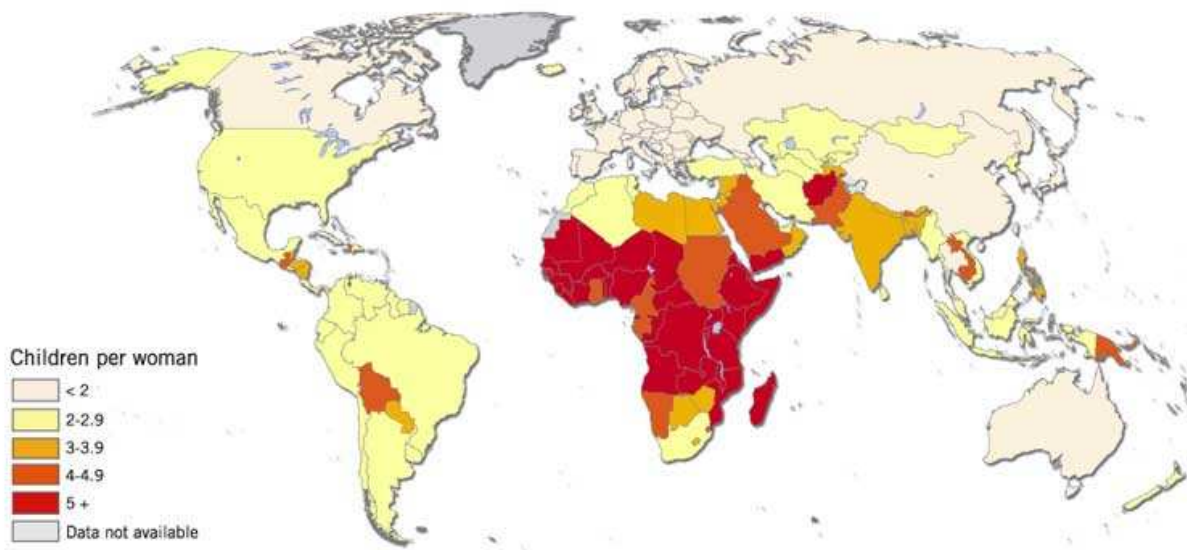 Children per woman
< 2
2-2.9
3-3.9
4-4.9
5 +
Data not available